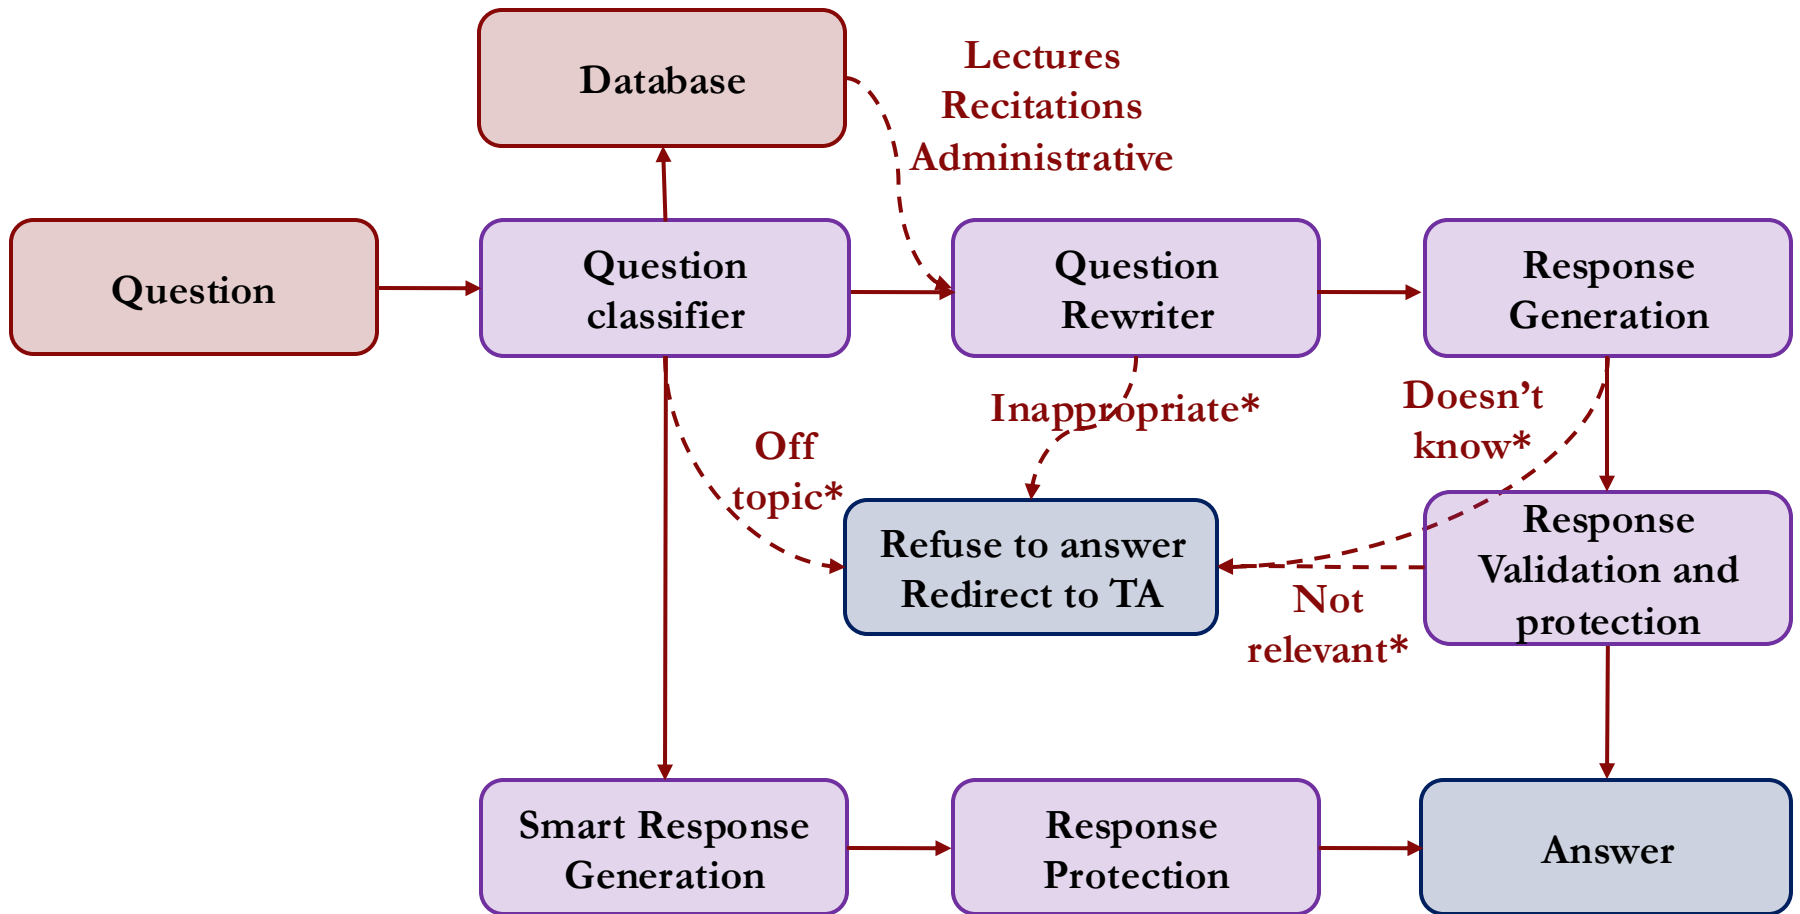 Database
Lectures
Recitations
Administrative
Question
Question
classifier
Question
Rewriter
Response
Generation
Off
topic*
Inappropriate*
Doesn't
know*
Refuse to answer
Redirect to TA
Not
relevant*
Response
Validation and
protection
Smart Response
Generation
Response
Protection
Answer